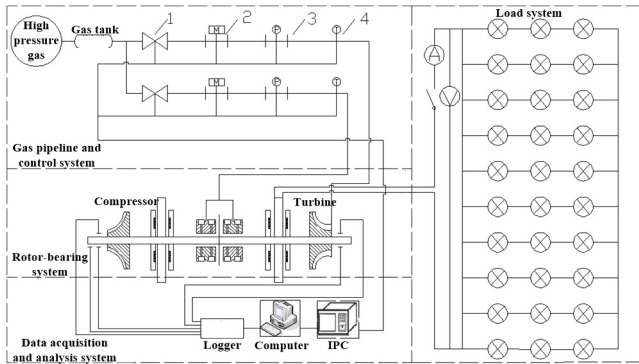 High
pressure
gas
Gas tank
1
2
3
4
M
P
T
M
P
T
Gas pipeline and
control system
Compressor
Turbine
Rotor-bearing
system
Data acquisition
and analysis system
Logger
Computer
IPC
Load system
A
V